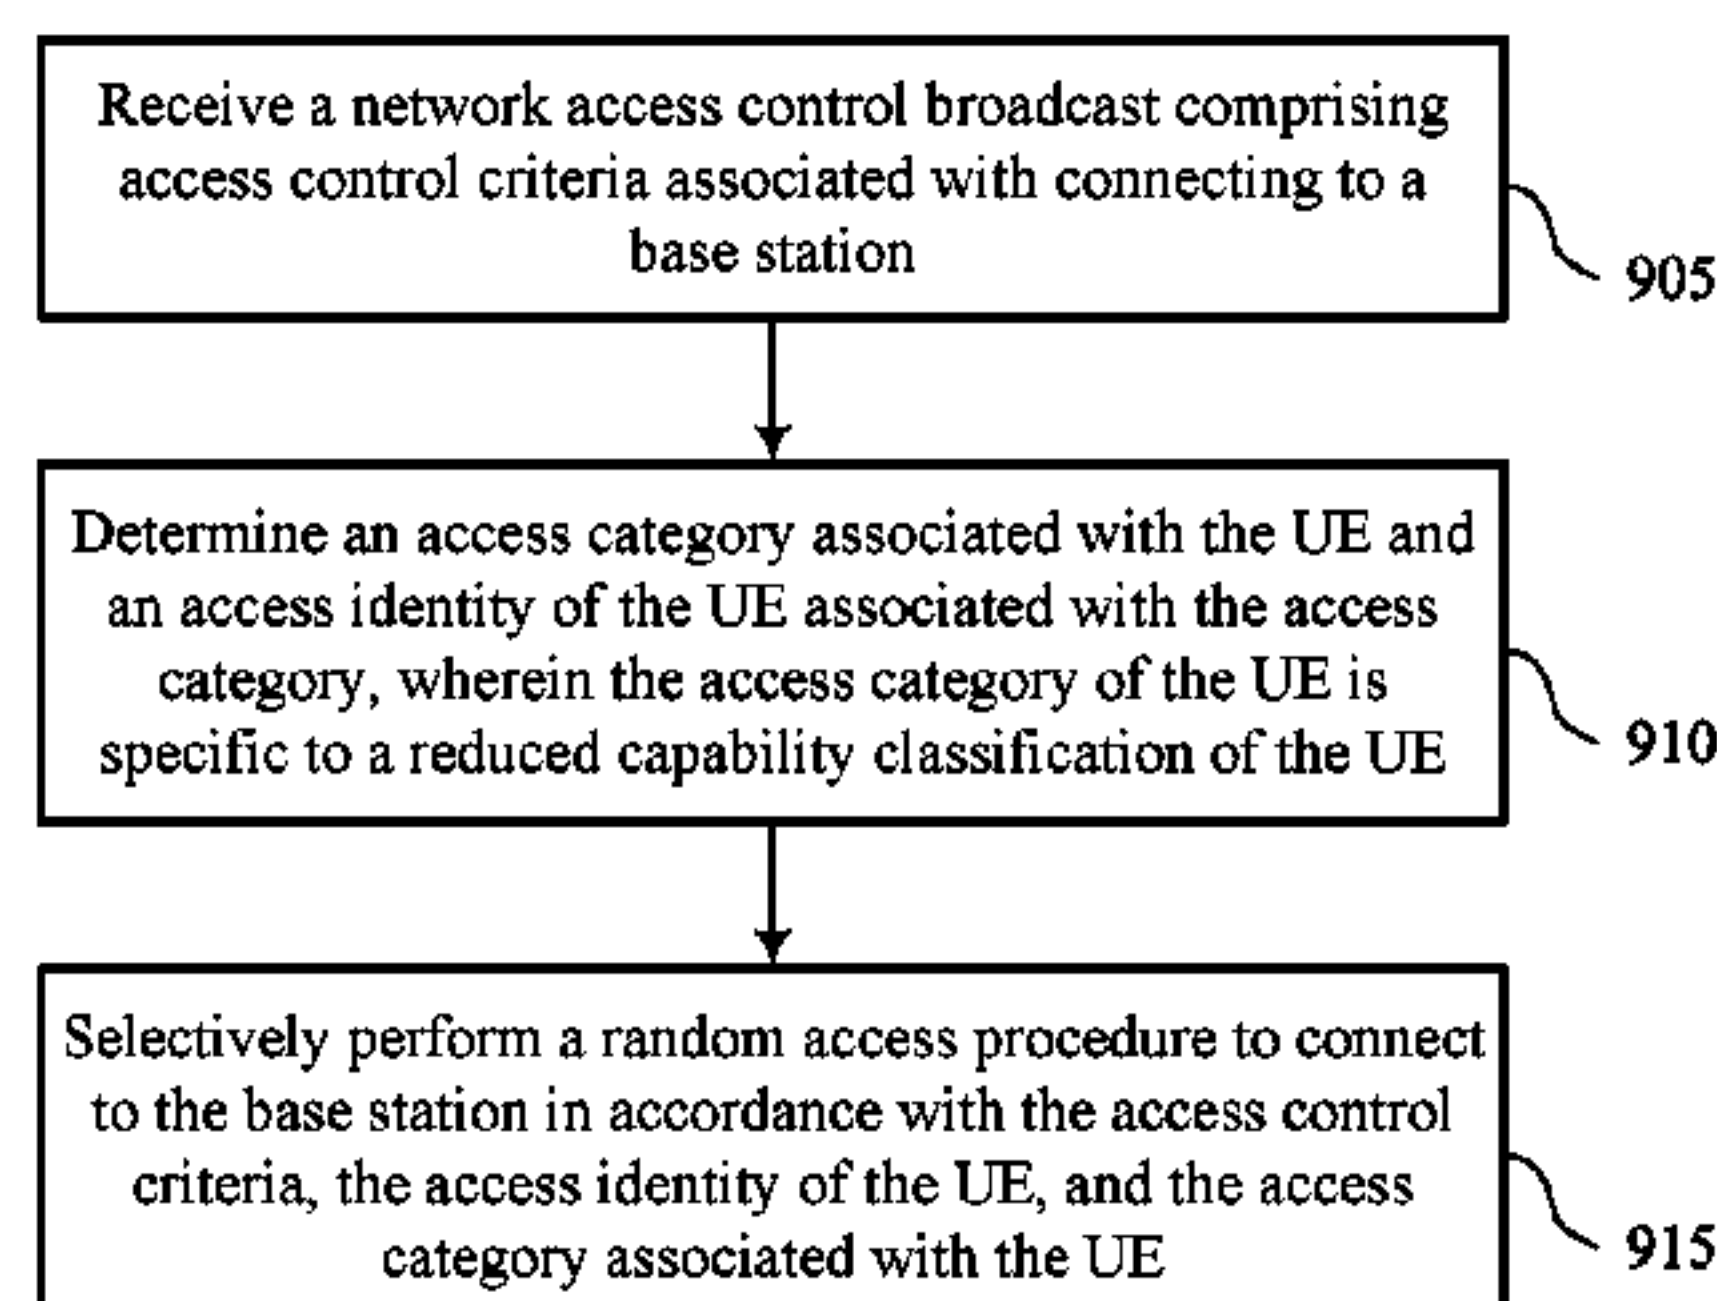 Receive a network access control broadcast comprising
access control criteria associated with connecting to a
base station
905
Determine an access category associated with the UE and
an access identity of the UE associated with the access
category, wherein the access category of the UE is
specific to a reduced capability classification of the UE
910
Selectively perform a random access procedure to connect
to the base station in accordance with the access control
criteria, the access identity of the UE, and the access
category associated with the UE
915